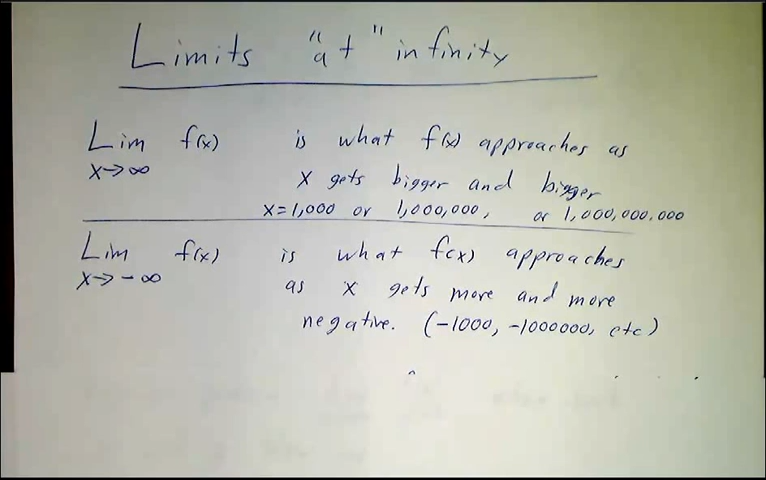 Limits "at" infinity
Lim f(x) is what f(x) approaches as
x→∞ x gets bigger and bigger
x=1,000 or 1,000,000, or 1,000,000,000
Lim f(x) is what f(x) approaches
x→-∞ as x gets more and more
negative. (-1000, -1000000, etc)